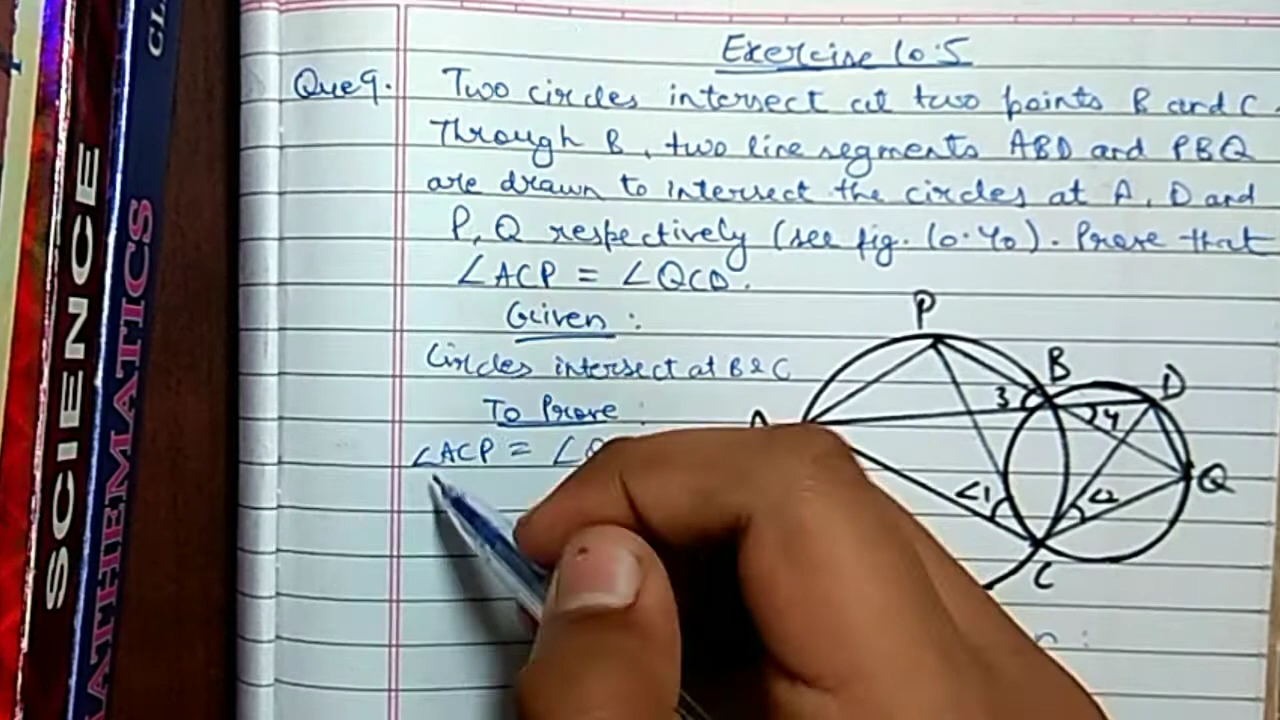 SCIENCE
MATHEMATICS
CLA
Exercise 10.5
Que 9. Two circles intersect at two points B and C.
Through B, two line segments ABD and PBQ
are drawn to intersect the circles at A, D and
P, Q respectively (see fig. 10.40). Prove that
∠ACP = ∠QCD.
Given :
Circles intersect at B & C
To Prove :
∠ACP = ∠Q
P
B
D
3
4
A
Q
∠1
∠2
C